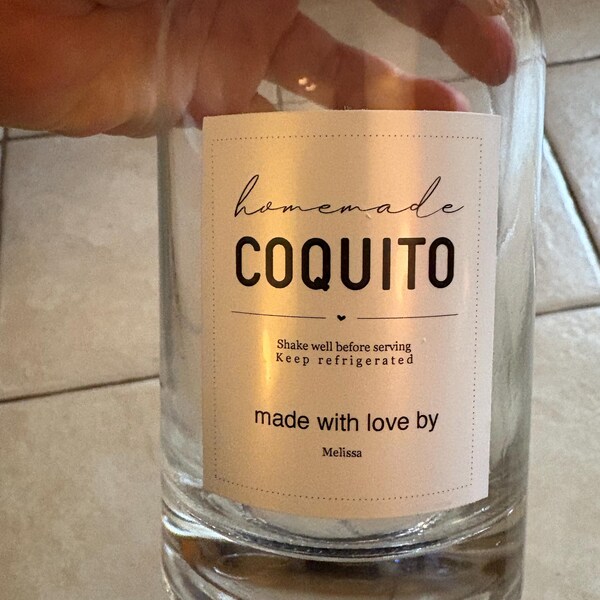 homemade
COQUITO
Shake well before serving
Keep refrigerated
made with love by
Melissa